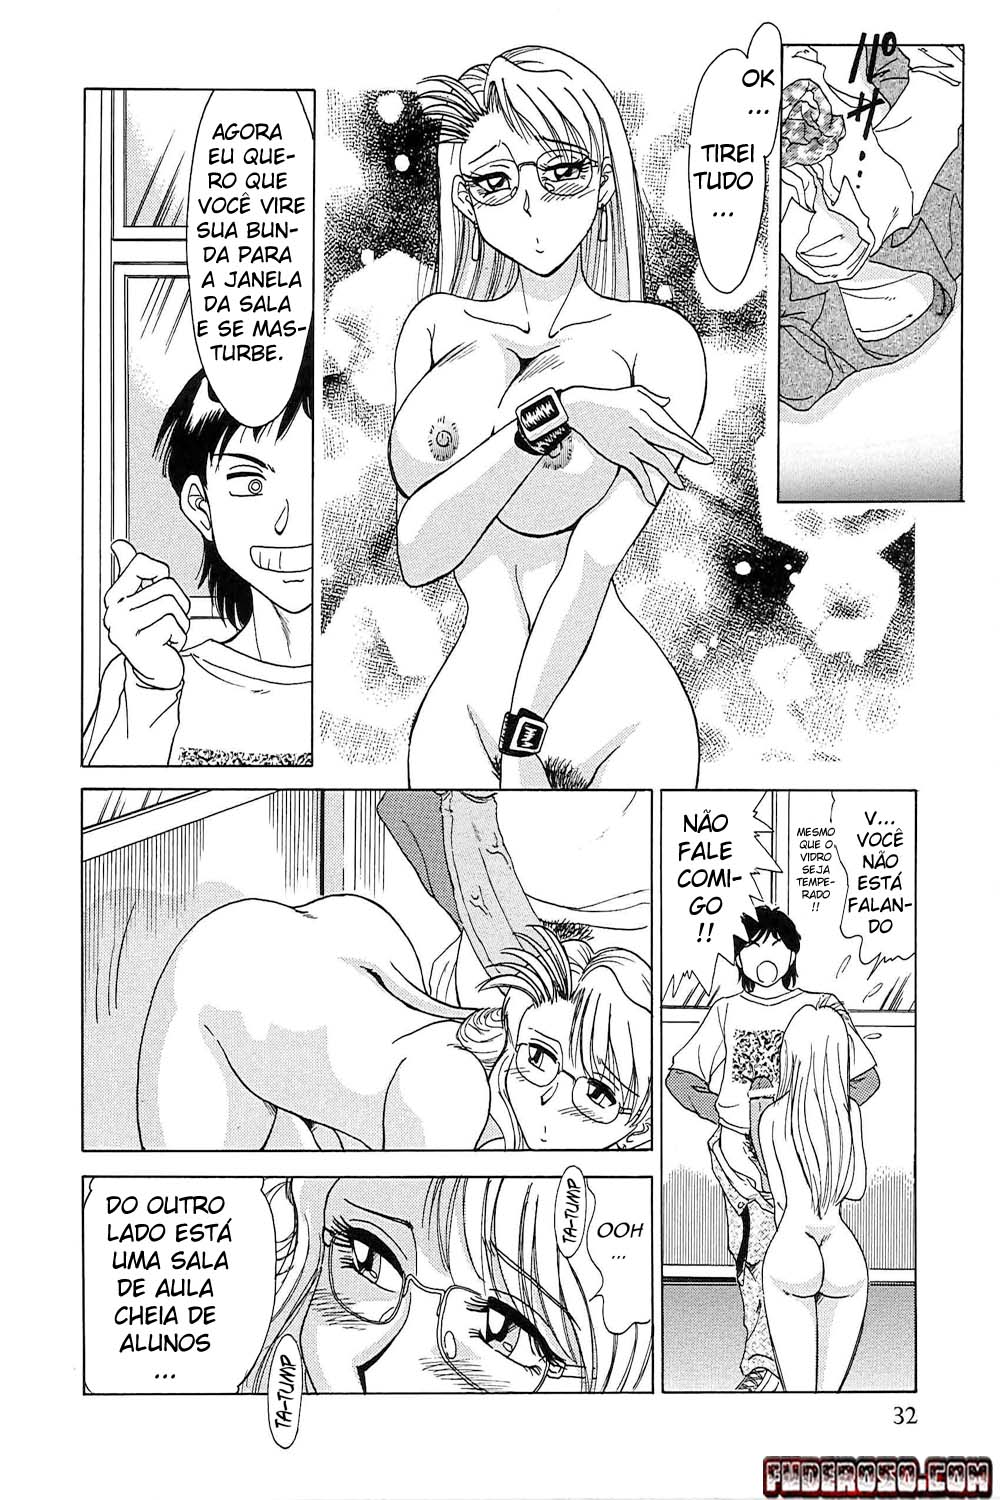 OK
...
TIREI
TUDO
...
AGORA
EU QUE-
RO QUE
VOCÊ VIRE
SUA BUN-
DA PARA
A JANELA
DA SALA
E SE MAS-
TURBE.
V...
VOCÊ
NÃO
ESTÁ
FALAN-
DO
MESMO
QUE O
VIDRO
SEJA
TEMPE-
RADO
!!
NÃO
FALE
COMI-
GO
!!
OOH
...
TA-TUMP
TA-TUMP
DO OUTRO
LADO ESTÁ
UMA SALA
DE AULA
CHEIA DE
ALUNOS
...
32
FUDEROSO.COM